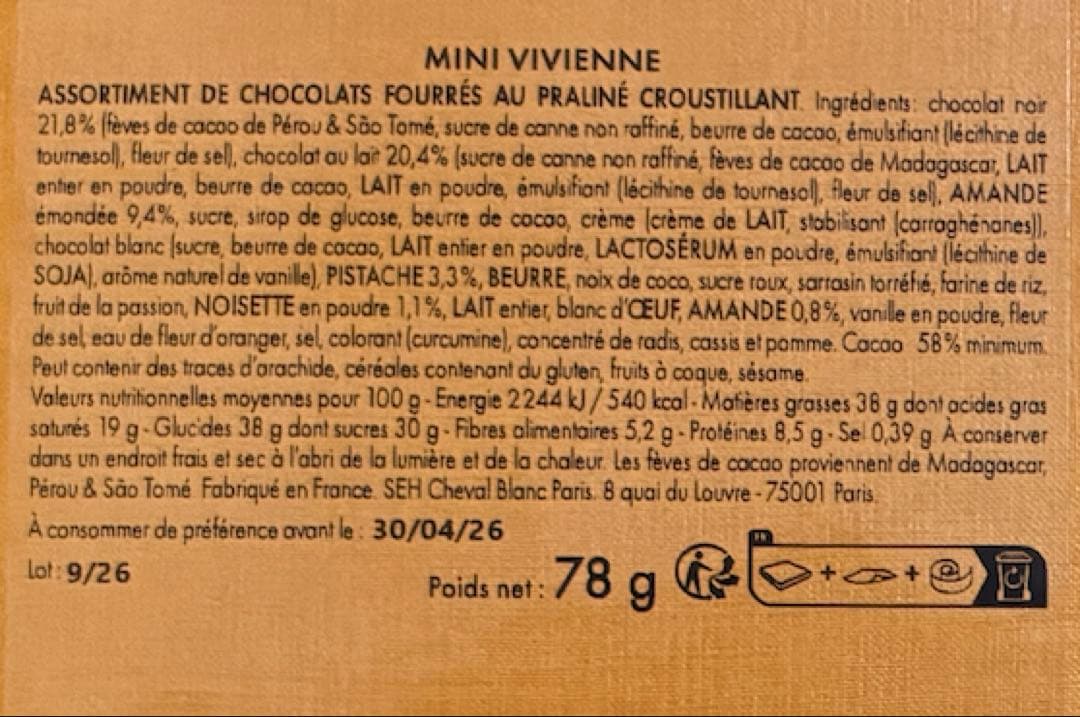 MINI VIVIENNE
ASSORTIMENT DE CHOCOLATS FOURRÉS AU PRALINÉ CROUSTILLANT. Ingrédients: chocolat noir
21,8% (fèves de cacao de Pérou & São Tomé, sucre de canne non raffiné, beurre de cacao, émulsifiant (lécithine de
tournesol), fleur de sel), chocolat au lait 20,4% (sucre de canne non raffiné, fèves de cacao de Madagascar, LAIT
entier en poudre, beurre de cacao, LAIT en poudre, émulsifiant (lécithine de tournesol), fleur de sel), AMANDE
émondée 9,4%, sucre, sirop de glucose, beurre de cacao, crème (crème de LAIT, stabilisant (carraghénanes)),
chocolat blanc (sucre, beurre de cacao, LAIT entier en poudre, LACTOSÉRUM en poudre, émulsifiant (lécithine de
SOJA), arôme naturel de vanille), PISTACHE 3,3%, BEURRE, noix de coco, sucre roux, sarrasin torréfié, farine de riz,
fruit de la passion, NOISETTE en poudre 1,1%, LAIT entier, blanc d'ŒUF, AMANDE 0,8%, vanille en poudre, fleur
de sel, eau de fleur d'oranger, sel, colorant (curcumine), concentré de radis, cassis et pomme. Cacao 58% minimum.
Peut contenir des traces d'arachide, céréales contenant du gluten, fruits à coque, sésame.
Valeurs nutritionnelles moyennes pour 100 g - Energie 2244 kJ / 540 kcal - Matières grasses 38 g dont acides gras
saturés 19 g - Glucides 38 g dont sucres 30 g - Fibres alimentaires 5,2 g - Protéines 8,5 g - Sel 0,39 g. À conserver
dans un endroit frais et sec à l'abri de la lumière et de la chaleur. Les fèves de cacao proviennent de Madagascar,
Pérou & São Tomé. Fabriqué en France. SEH Cheval Blanc Paris. 8 quai du Louvre - 75001 Paris.
À consommer de préférence avant le : 30/04/26
Lot : 9/26
Poids net : 78 g
FR